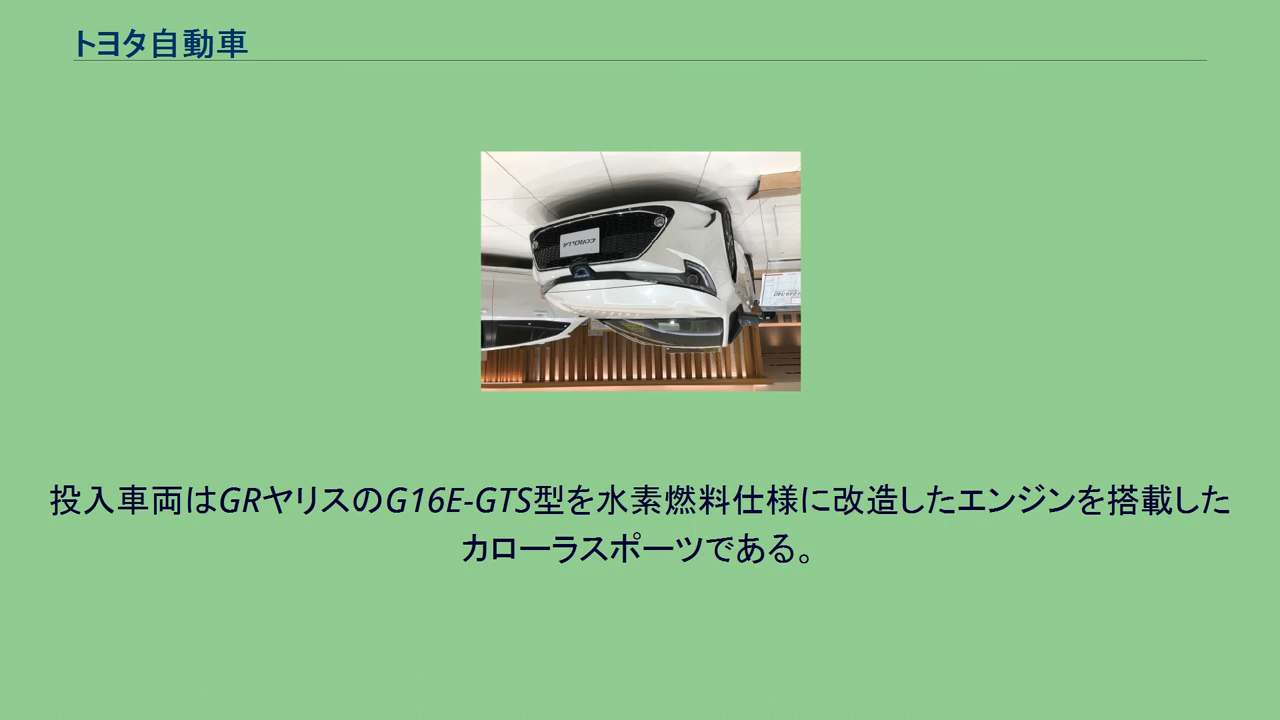 トヨタ自動車
COROLLA
投入車両はGRヤリスのG16E-GTS型を水素燃料仕様に改造したエンジンを搭載した
カローラスポーツである。